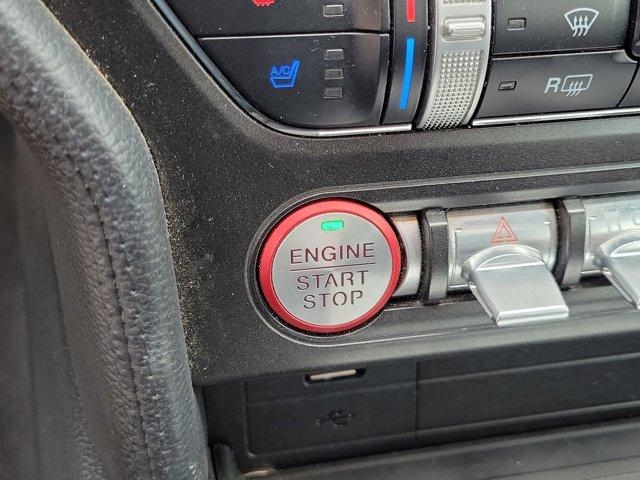 A/C
R
ENGINE
START
STOP